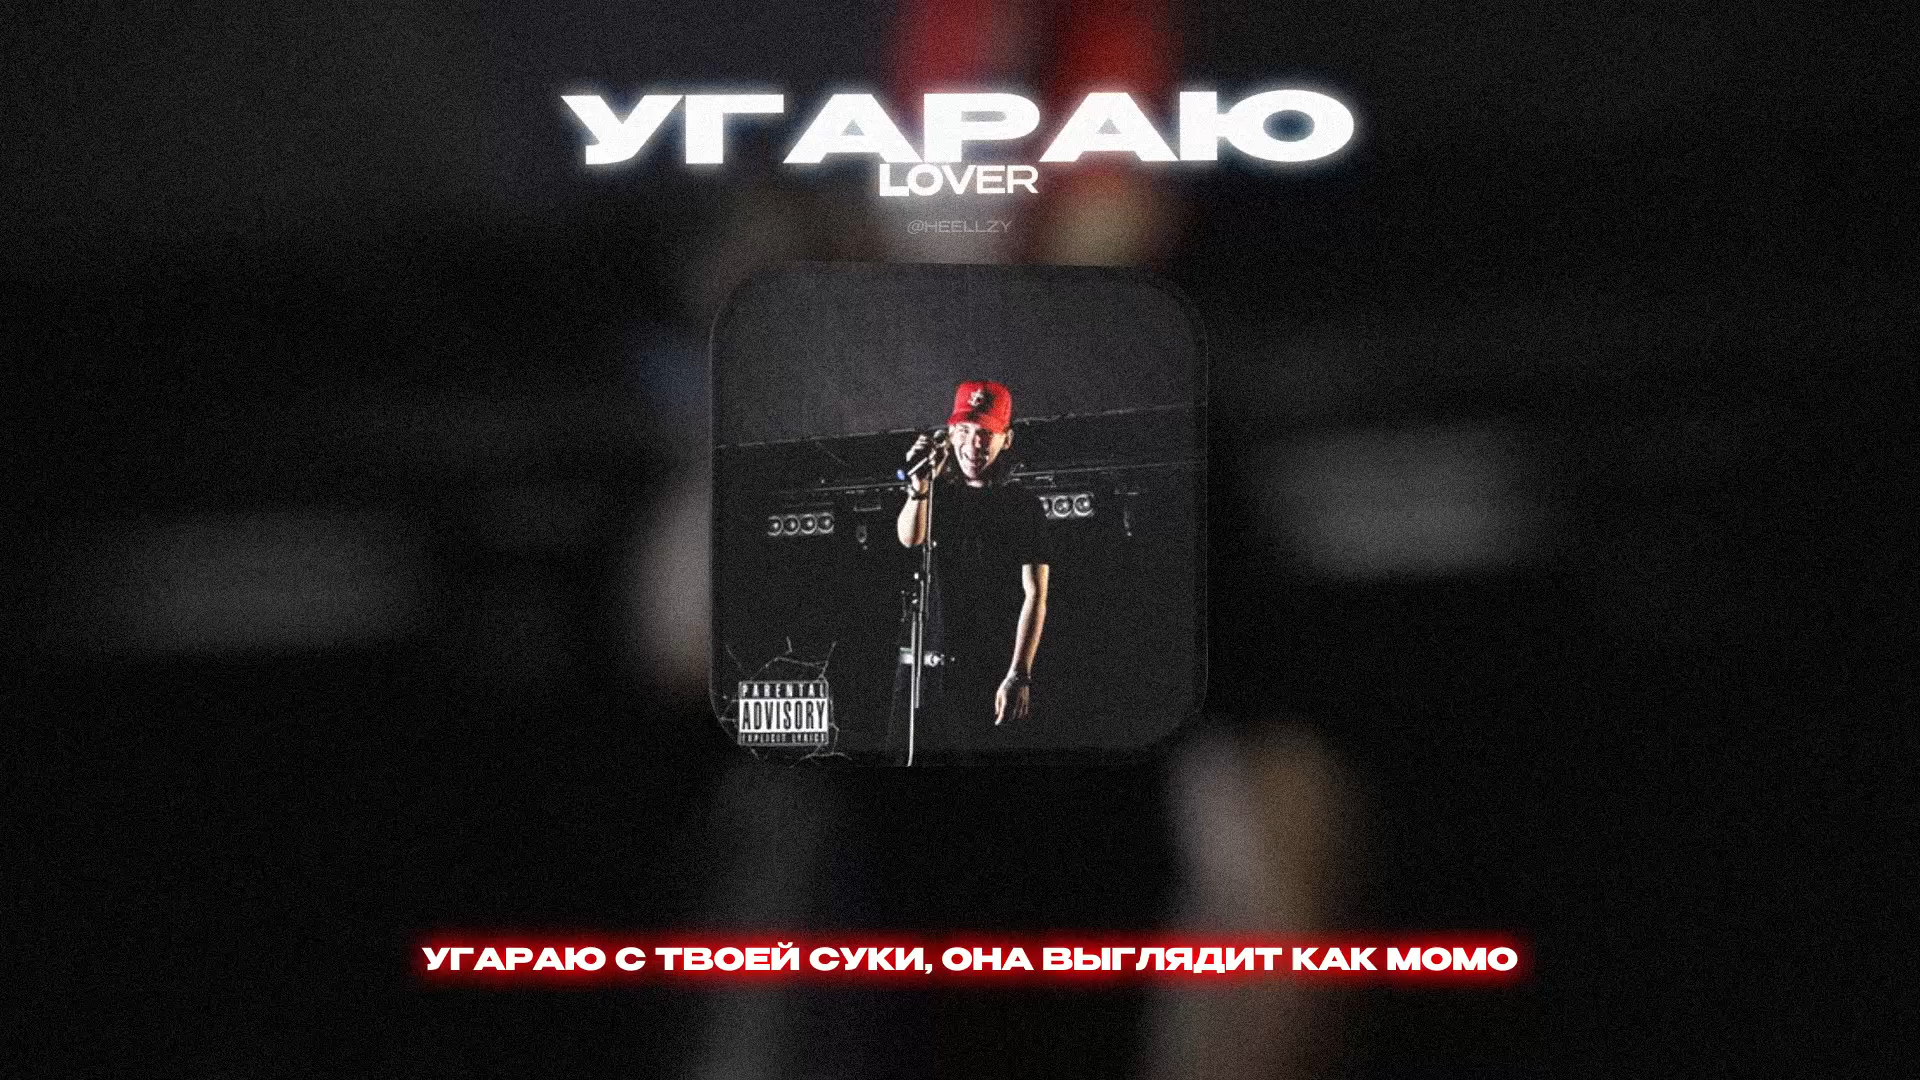 УГАРАЮ
LOVER
@HEELLZY
PARENTAL
ADVISORY
EXPLICIT LYRICS
УГАРАЮ С ТВОЕЙ СУКИ, ОНА ВЫГЛЯДИТ КАК МОМО